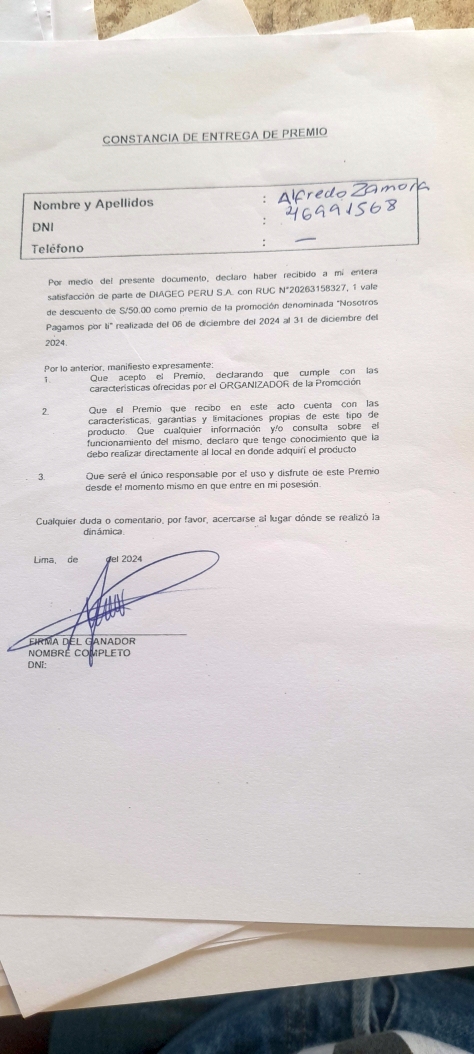 CONSTANCIA DE ENTREGA DE PREMIO
Nombre y Apellidos : Alfredo Zamora
DNI : 46991568
Teléfono : —
Por medio del presente documento, declaro haber recibido a mi entera
satisfacción de parte de DIAGEO PERU S.A. con RUC N°20263158327, 1 vale
de descuento de S/50.00 como premio de la promoción denominada "Nosotros
Pagamos por ti" realizada del 06 de diciembre del 2024 al 31 de diciembre del
2024.
Por lo anterior, manifiesto expresamente:
1. Que acepto el Premio, declarando que cumple con las
características ofrecidas por el ORGANIZADOR de la Promoción
2. Que el Premio que recibo en este acto cuenta con las
características, garantías y limitaciones propias de este tipo de
producto. Que cualquier información y/o consulta sobre el
funcionamiento del mismo, declaro que tengo conocimiento que la
debo realizar directamente al local en donde adquirí el producto
3. Que seré el único responsable por el uso y disfrute de este Premio
desde el momento mismo en que entre en mi posesión.
Cualquier duda o comentario, por favor, acercarse al lugar dónde se realizó la
dinámica.
Lima, de del 2024
FIRMA DEL GANADOR
NOMBRE COMPLETO
DNI: